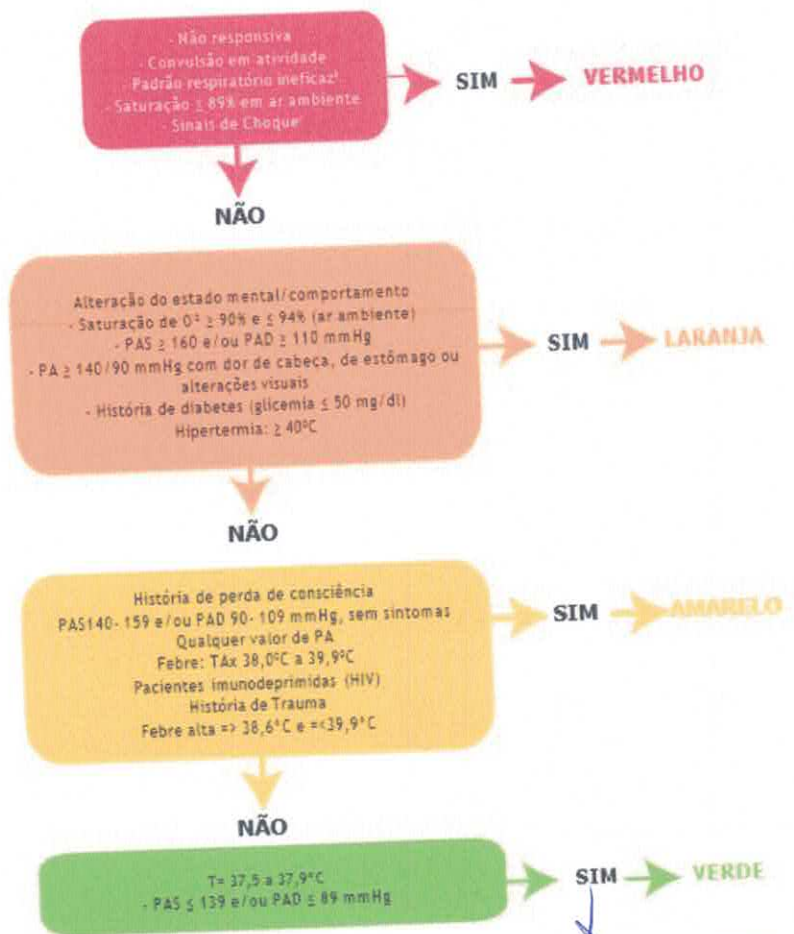 - Não responsiva
- Convulsão em atividade
- Padrão respiratório ineficaz¹
- Saturação ≤ 89% em ar ambiente
- Sinais de Choque
SIM
VERMELHO
NÃO
Alteração do estado mental/comportamento
- Saturação de O² ≥ 90% e ≤ 94% (ar ambiente)
- PAS ≥ 160 e/ou PAD ≥ 110 mmHg
- PA ≥ 140/90 mmHg com dor de cabeça, de estômago ou
alterações visuais
- História de diabetes (glicemia ≤ 50 mg/dl)
Hipertermia: ≥ 40ºC
SIM
LARANJA
NÃO
História de perda de consciência
PAS140- 159 e/ou PAD 90- 109 mmHg, sem sintomas
Qualquer valor de PA
Febre: TAx 38,0ºC a 39,9ºC
Pacientes imunodeprimidas (HIV)
História de Trauma
Febre alta => 38,6°C e =<39,9°C
SIM
AMARELO
NÃO
T= 37,5 a 37,9°C
- PAS ≤ 139 e/ou PAD ≤ 89 mmHg
SIM
VERDE